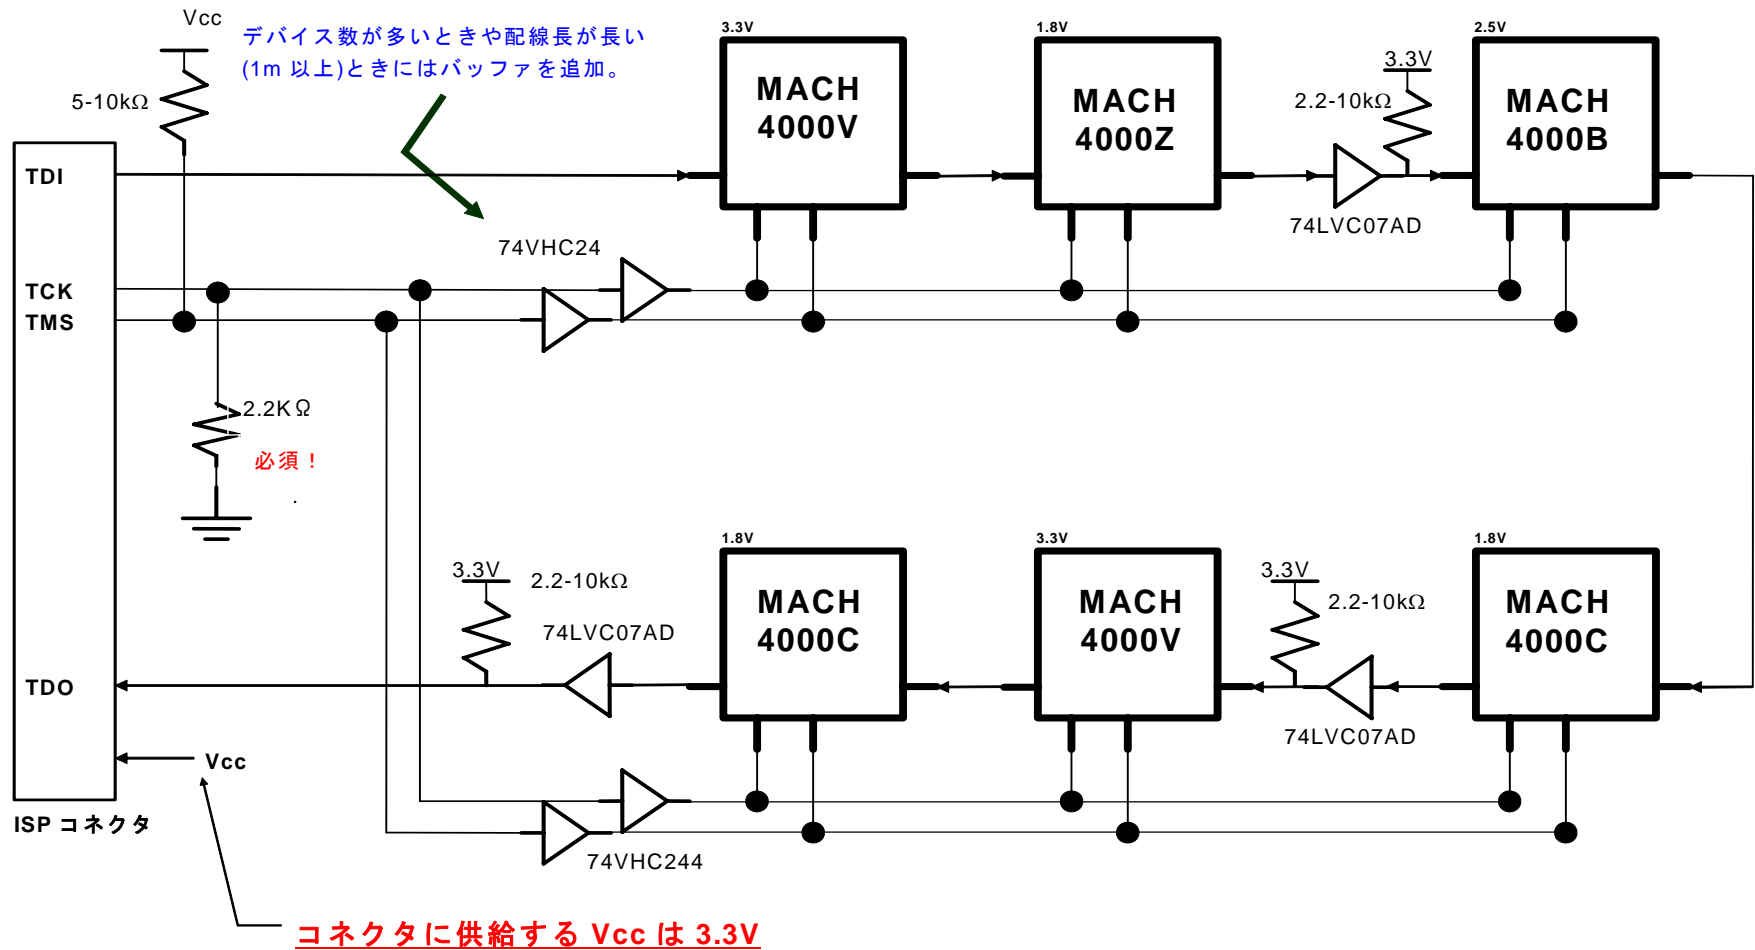 Vcc
デバイス数が多いときや配線長が長い
(1m 以上)ときにはバッファを追加。
5-10kΩ
3.3V
MACH
4000V
1.8V
MACH
4000Z
3.3V
2.2-10kΩ
74LVC07AD
2.5V
MACH
4000B
TDI
74VHC24
TCK
TMS
2.2KΩ
必須！
3.3V
2.2-10kΩ
74LVC07AD
1.8V
MACH
4000C
3.3V
MACH
4000V
3.3V
2.2-10kΩ
74LVC07AD
1.8V
MACH
4000C
TDO
Vcc
ISP コネクタ
74VHC244
コネクタに供給する Vcc は 3.3V